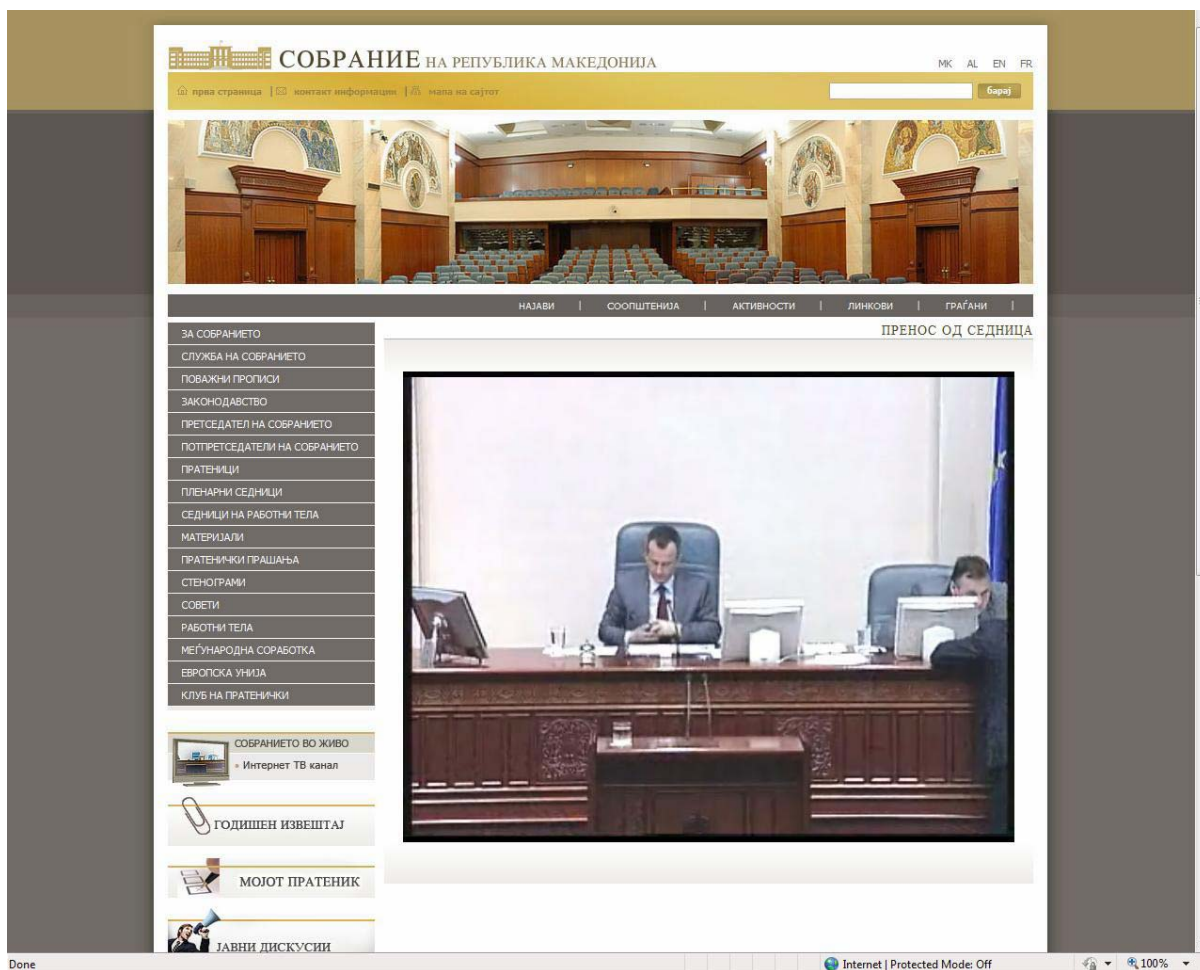 СОБРАНИЕ НА РЕПУБЛИКА МАКЕДОНИЈА
MK AL EN FR
прва страница | контакт информации | мапа на сајтот
барај
НАЈАВИ | СООПШТЕНИЈА | АКТИВНОСТИ | ЛИНКОВИ | ГРАЃАНИ |
ПРЕНОС ОД СЕДНИЦА
ЗА СОБРАНИЕТО
СЛУЖБА НА СОБРАНИЕТО
ПОВАЖНИ ПРОПИСИ
ЗАКОНОДАВСТВО
ПРЕТСЕДАТЕЛ НА СОБРАНИЕТО
ПОТПРЕТСЕДАТЕЛИ НА СОБРАНИЕТО
ПРАТЕНИЦИ
ПЛЕНАРНИ СЕДНИЦИ
СЕДНИЦИ НА РАБОТНИ ТЕЛА
МАТЕРИЈАЛИ
ПРАТЕНИЧКИ ПРАШАЊА
СТЕНОГРАМИ
СОВЕТИ
РАБОТНИ ТЕЛА
МЕЃУНАРОДНА СОРАБОТКА
ЕВРОПСКА УНИЈА
КЛУБ НА ПРАТЕНИЧКИ
СОБРАНИЕТО ВО ЖИВО
Интернет ТВ канал
ГОДИШЕН ИЗВЕШТАЈ
МОЈОТ ПРАТЕНИК
ЈАВНИ ДИСКУСИИ
Done
Internet | Protected Mode: Off
100%